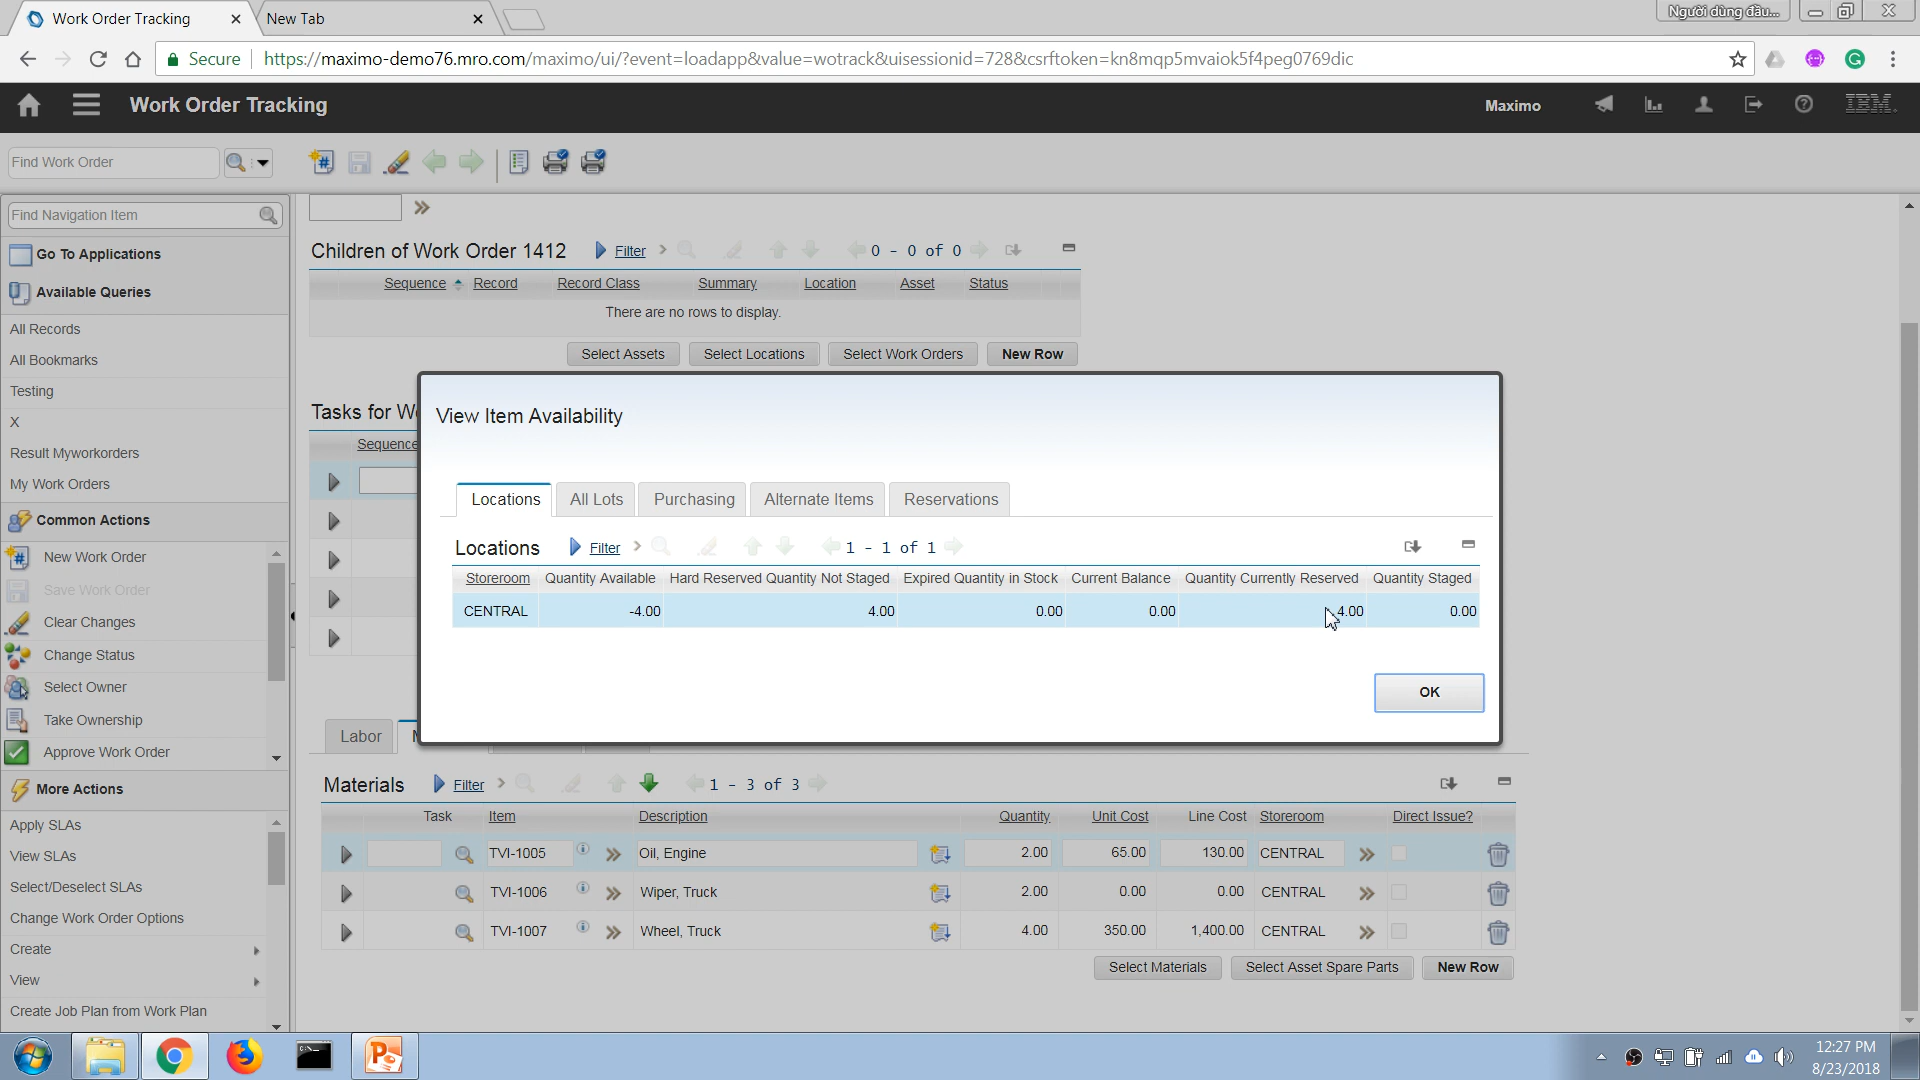 Work Order Tracking
New Tab
Người dùng đầu...
Secure https://maximo-demo76.mro.com/maximo/ui/?event=loadapp&value=wotrack&uisessionid=728&csrftoken=kn8mqp5mvaiok5f4peg0769dic
Work Order Tracking
Maximo
IBM.
Find Work Order
Find Navigation Item
Go To Applications
Available Queries
All Records
All Bookmarks
Testing
X
Result Myworkorders
My Work Orders
Common Actions
New Work Order
Save Work Order
Clear Changes
Change Status
Select Owner
Take Ownership
Approve Work Order
More Actions
Apply SLAs
View SLAs
Select/Deselect SLAs
Change Work Order Options
Create
View
Create Job Plan from Work Plan
Children of Work Order 1412 Filter 0 - 0 of 0
Sequence Record Record Class Summary Location Asset Status
There are no rows to display.
Select Assets Select Locations Select Work Orders New Row
Tasks for W
Sequence
View Item Availability
Locations All Lots Purchasing Alternate Items Reservations
Locations Filter 1 - 1 of 1
Storeroom Quantity Available Hard Reserved Quantity Not Staged Expired Quantity in Stock Current Balance Quantity Currently Reserved Quantity Staged
CENTRAL -4.00 4.00 0.00 0.00 4.00 0.00
OK
Labor
Materials Filter 1 - 3 of 3
Task Item Description Quantity Unit Cost Line Cost Storeroom Direct Issue?
TVI-1005 Oil, Engine 2.00 65.00 130.00 CENTRAL
TVI-1006 Wiper, Truck 2.00 0.00 0.00 CENTRAL
TVI-1007 Wheel, Truck 4.00 350.00 1,400.00 CENTRAL
Select Materials Select Asset Spare Parts New Row
12:27 PM
8/23/2018